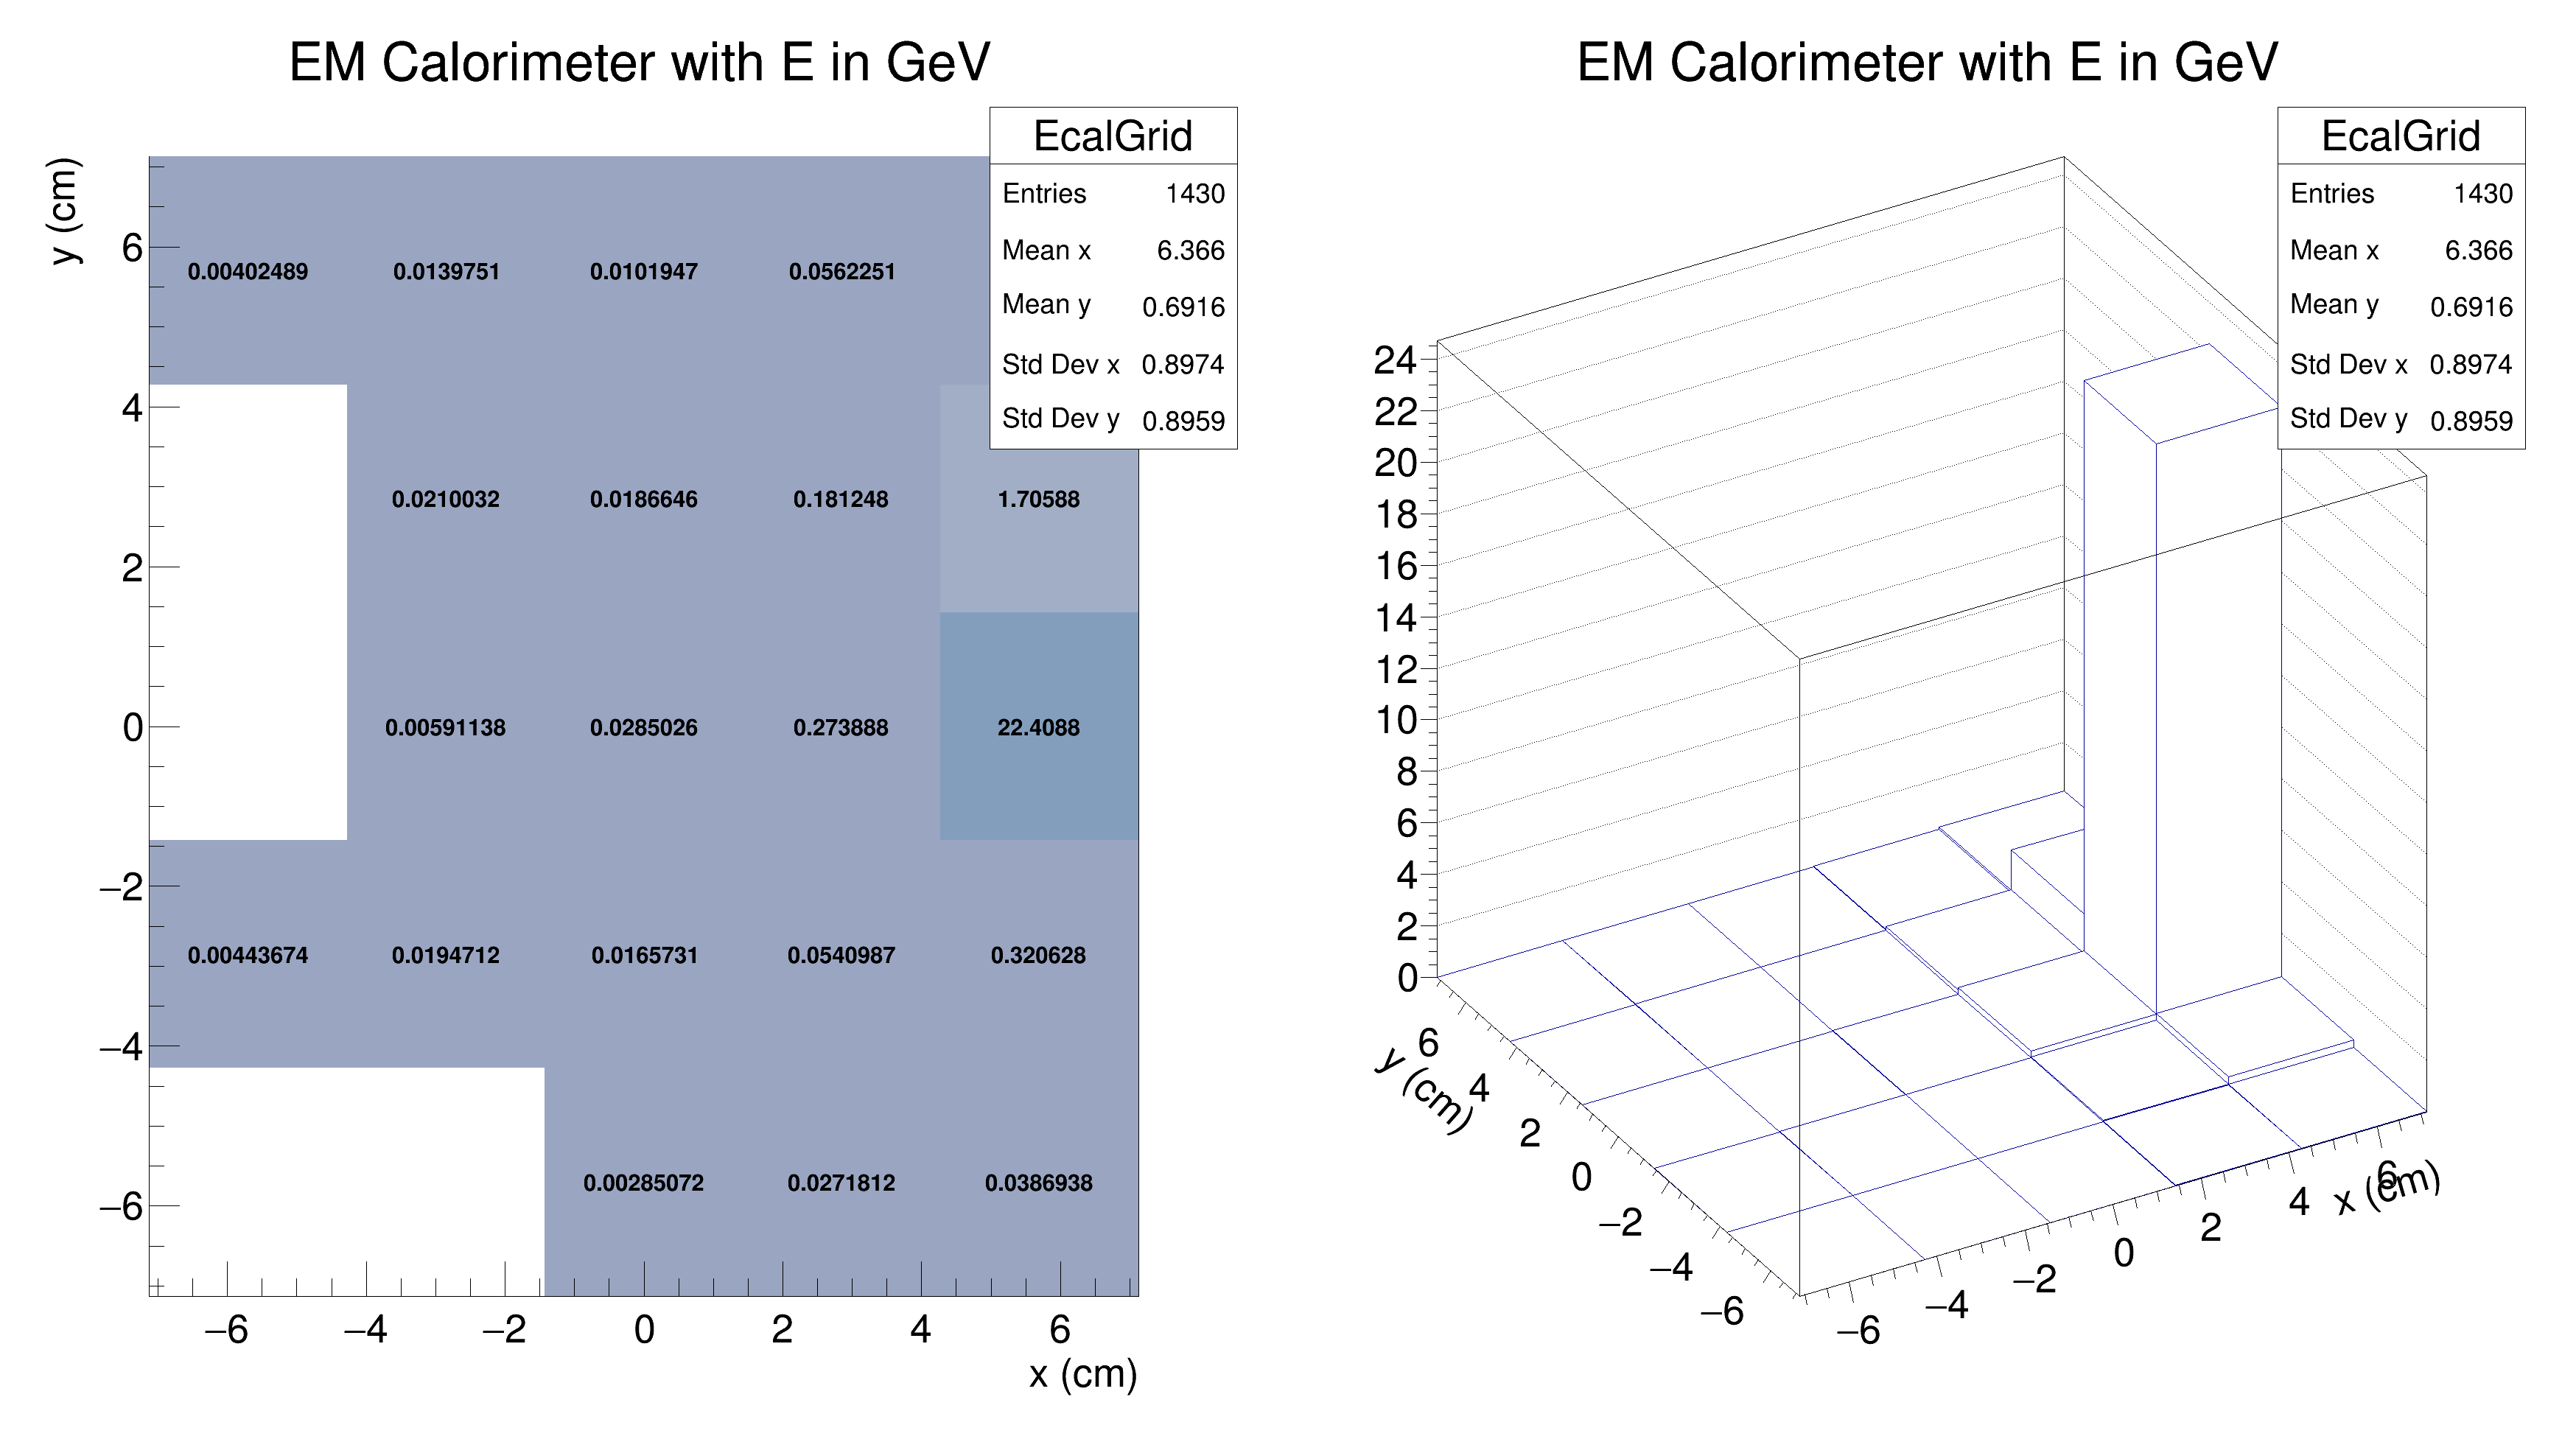 EM Calorimeter with E in GeV
EcalGrid
Entries 1430
Mean x 6.366
Mean y 0.6916
Std Dev x 0.8974
Std Dev y 0.8959
y (cm)
6
4
2
0
−2
−4
−6
0.00402489 0.0139751 0.0101947 0.0562251
0.0210032 0.0186646 0.181248 1.70588
0.00591138 0.0285026 0.273888 22.4088
0.00443674 0.0194712 0.0165731 0.0540987 0.320628
0.00285072 0.0271812 0.0386938
−6 −4 −2 0 2 4 6
x (cm)
EM Calorimeter with E in GeV
EcalGrid
Entries 1430
Mean x 6.366
Mean y 0.6916
Std Dev x 0.8974
Std Dev y 0.8959
24
22
20
18
16
14
12
10
8
6
4
2
0
6
4
2
0
−2
−4
−6
y (cm)
−6 −4 −2 0 2 4 6
x (cm)